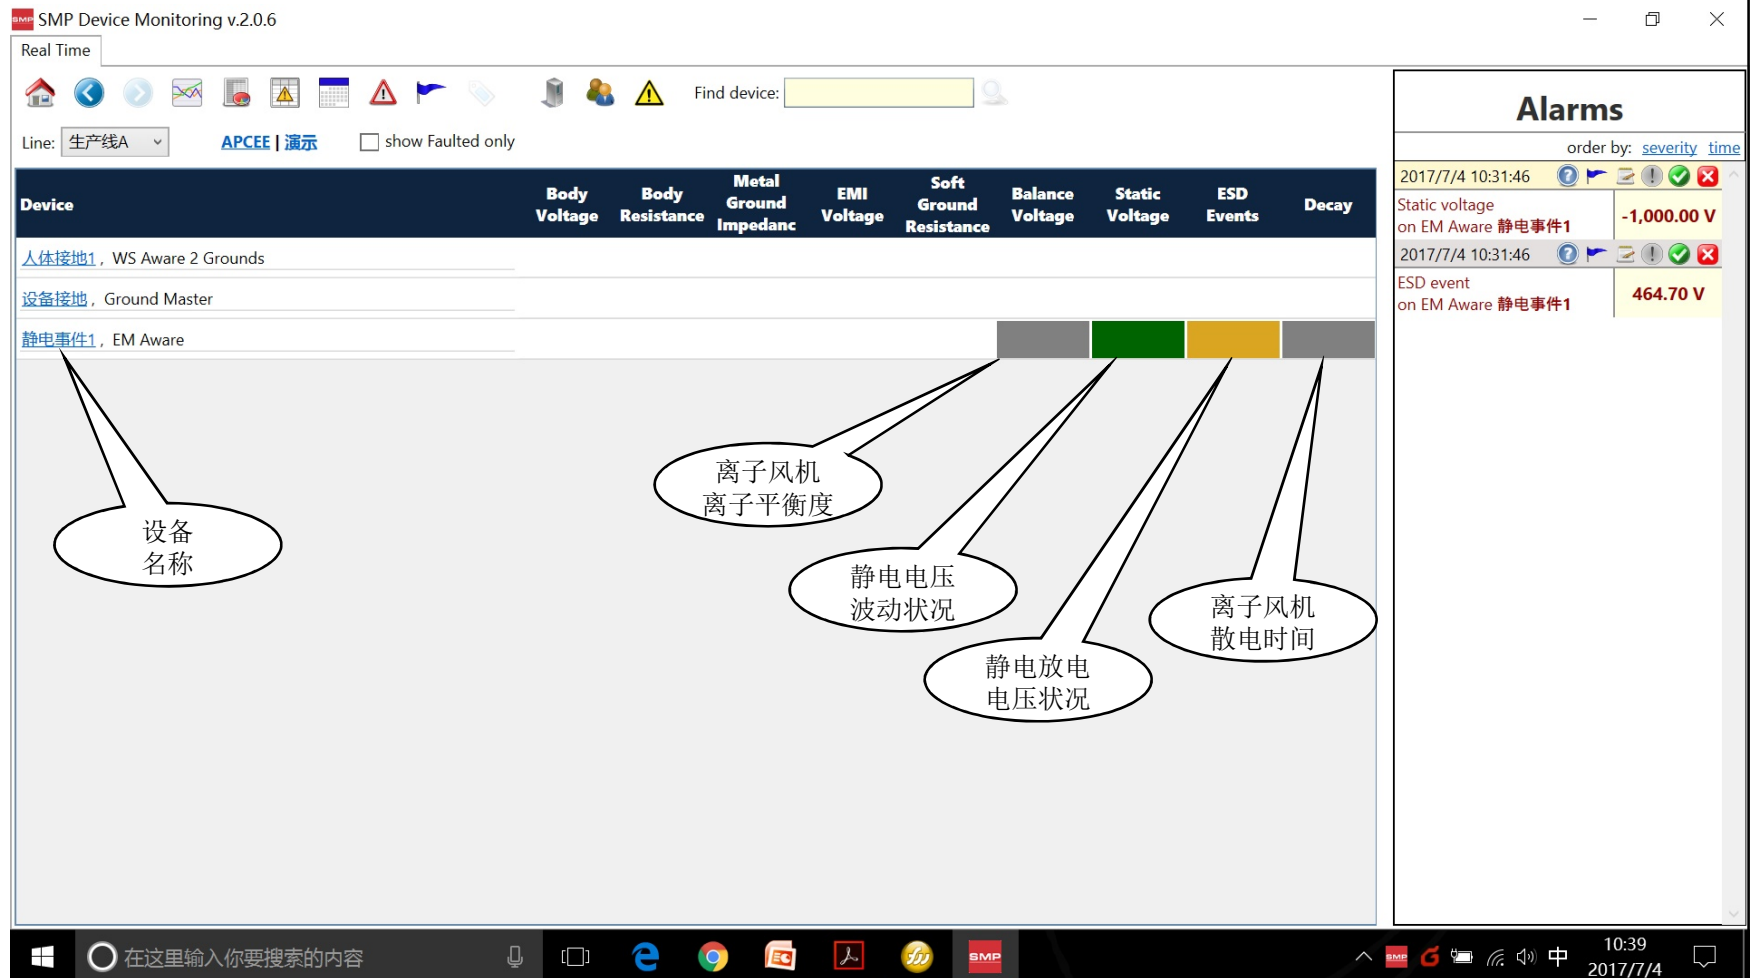 SMP SMP Device Monitoring v.2.0.6
Real Time
Find device:
Line: 生产线A APCEE | 演示 show Faulted only
Device
Body Voltage
Body Resistance
Metal Ground Impedanc
EMI Voltage
Soft Ground Resistance
Balance Voltage
Static Voltage
ESD Events
Decay
人体接地1 , WS Aware 2 Grounds
设备接地 , Ground Master
静电事件1 , EM Aware
设备
名称
离子风机
离子平衡度
静电电压
波动状况
静电放电
电压状况
离子风机
散电时间
Alarms
order by: severity time
2017/7/4 10:31:46
Static voltage
on EM Aware 静电事件1
-1,000.00 V
2017/7/4 10:31:46
ESD event
on EM Aware 静电事件1
464.70 V
在这里输入你要搜索的内容
SMP
SMP
中
10:39
2017/7/4